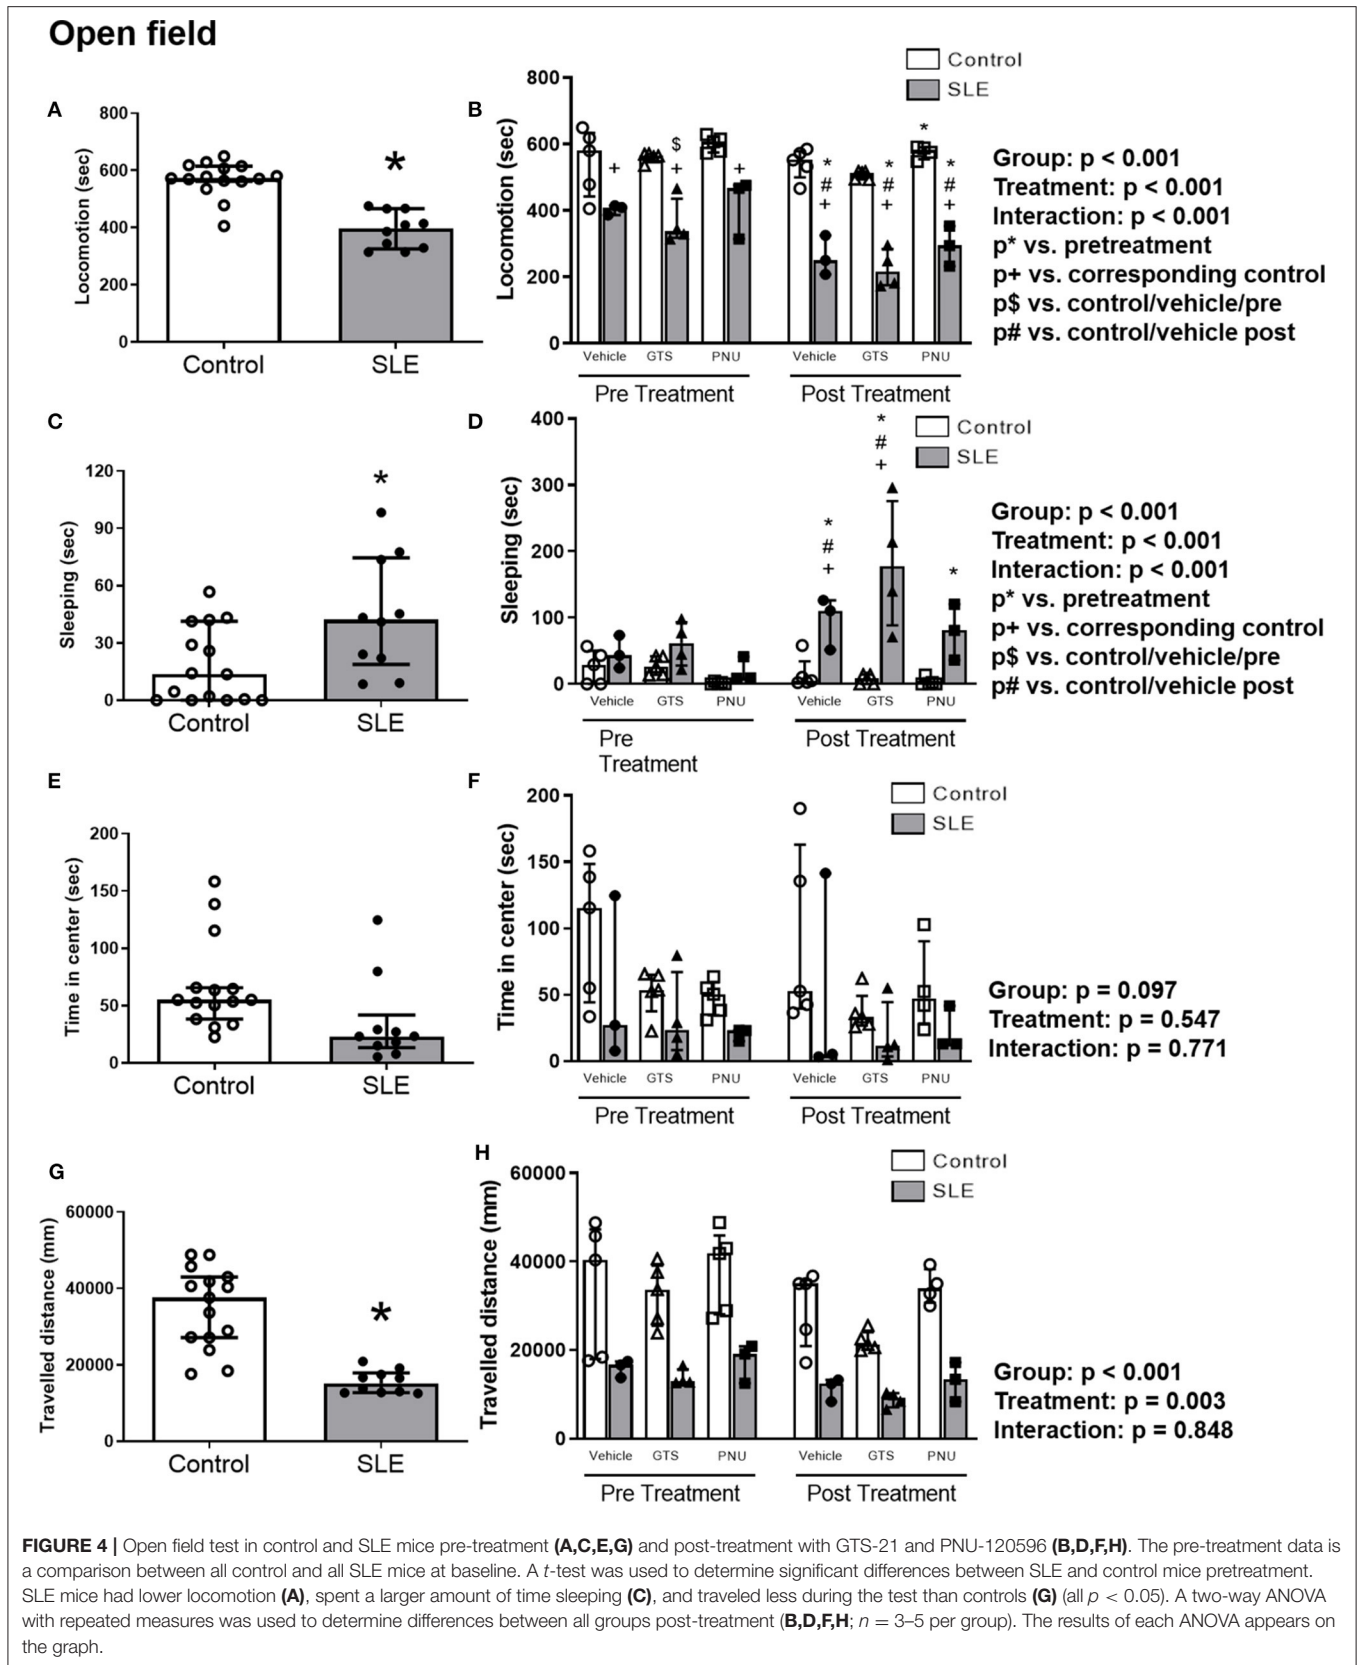 Open field
A
800
600
400
200
0
Locomotion (sec)
*
Control
SLE
B
800
600
400
200
0
Locomotion (sec)
Control
SLE
+
$
+
+
*
#
+
*
#
+
*
*
#
+
Vehicle
GTS
PNU
Vehicle
GTS
PNU
Pre Treatment
Post Treatment
Group: p < 0.001
Treatment: p < 0.001
Interaction: p < 0.001
p* vs. pretreatment
p+ vs. corresponding control
p$ vs. control/vehicle/pre
p# vs. control/vehicle post
C
120
90
60
30
0
Sleeping (sec)
*
Control
SLE
D
400
300
200
100
0
Sleeping (sec)
Control
SLE
*
#
+
*
#
+
*
Vehicle
GTS
PNU
Vehicle
GTS
PNU
Pre
Treatment
Post Treatment
Group: p < 0.001
Treatment: p < 0.001
Interaction: p < 0.001
p* vs. pretreatment
p+ vs. corresponding control
p$ vs. control/vehicle/pre
p# vs. control/vehicle post
E
200
150
100
50
0
Time in center (sec)
Control
SLE
F
200
150
100
50
0
Time in center (sec)
Control
SLE
Vehicle
GTS
PNU
Vehicle
GTS
PNU
Pre Treatment
Post Treatment
Group: p = 0.097
Treatment: p = 0.547
Interaction: p = 0.771
G
60000
40000
20000
0
Travelled distance (mm)
*
Control
SLE
H
60000
40000
20000
0
Travelled distance (mm)
Control
SLE
Vehicle
GTS
PNU
Vehicle
GTS
PNU
Pre Treatment
Post Treatment
Group: p < 0.001
Treatment: p = 0.003
Interaction: p = 0.848
FIGURE 4 | Open field test in control and SLE mice pre-treatment (A,C,E,G) and post-treatment with GTS-21 and PNU-120596 (B,D,F,H). The pre-treatment data is
a comparison between all control and all SLE mice at baseline. A t-test was used to determine significant differences between SLE and control mice pretreatment.
SLE mice had lower locomotion (A), spent a larger amount of time sleeping (C), and traveled less during the test than controls (G) (all p < 0.05). A two-way ANOVA
with repeated measures was used to determine differences between all groups post-treatment (B,D,F,H; n = 3–5 per group). The results of each ANOVA appears on
the graph.